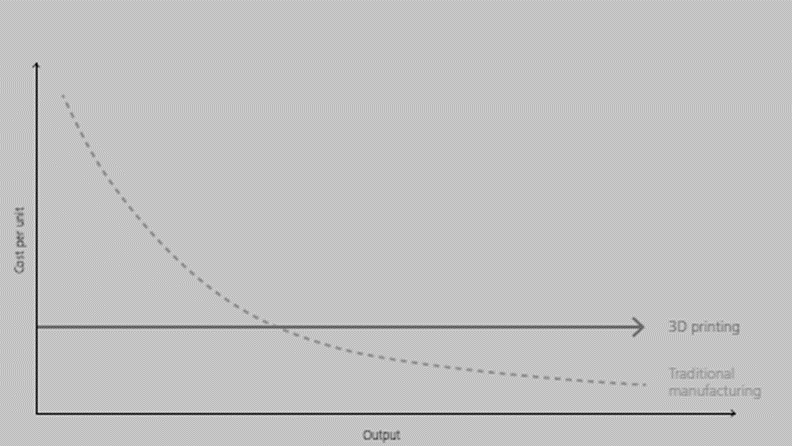 Cost per unit
3D printing
Traditional
manufacturing
Output